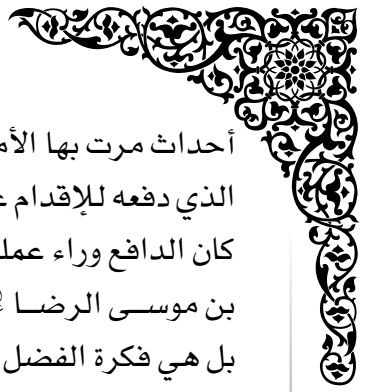 أحداث مرت بها
الذي دفعه للإقدام
كان الدافع وراء
بن موسى الرضا
بل هي فكرة الفضل